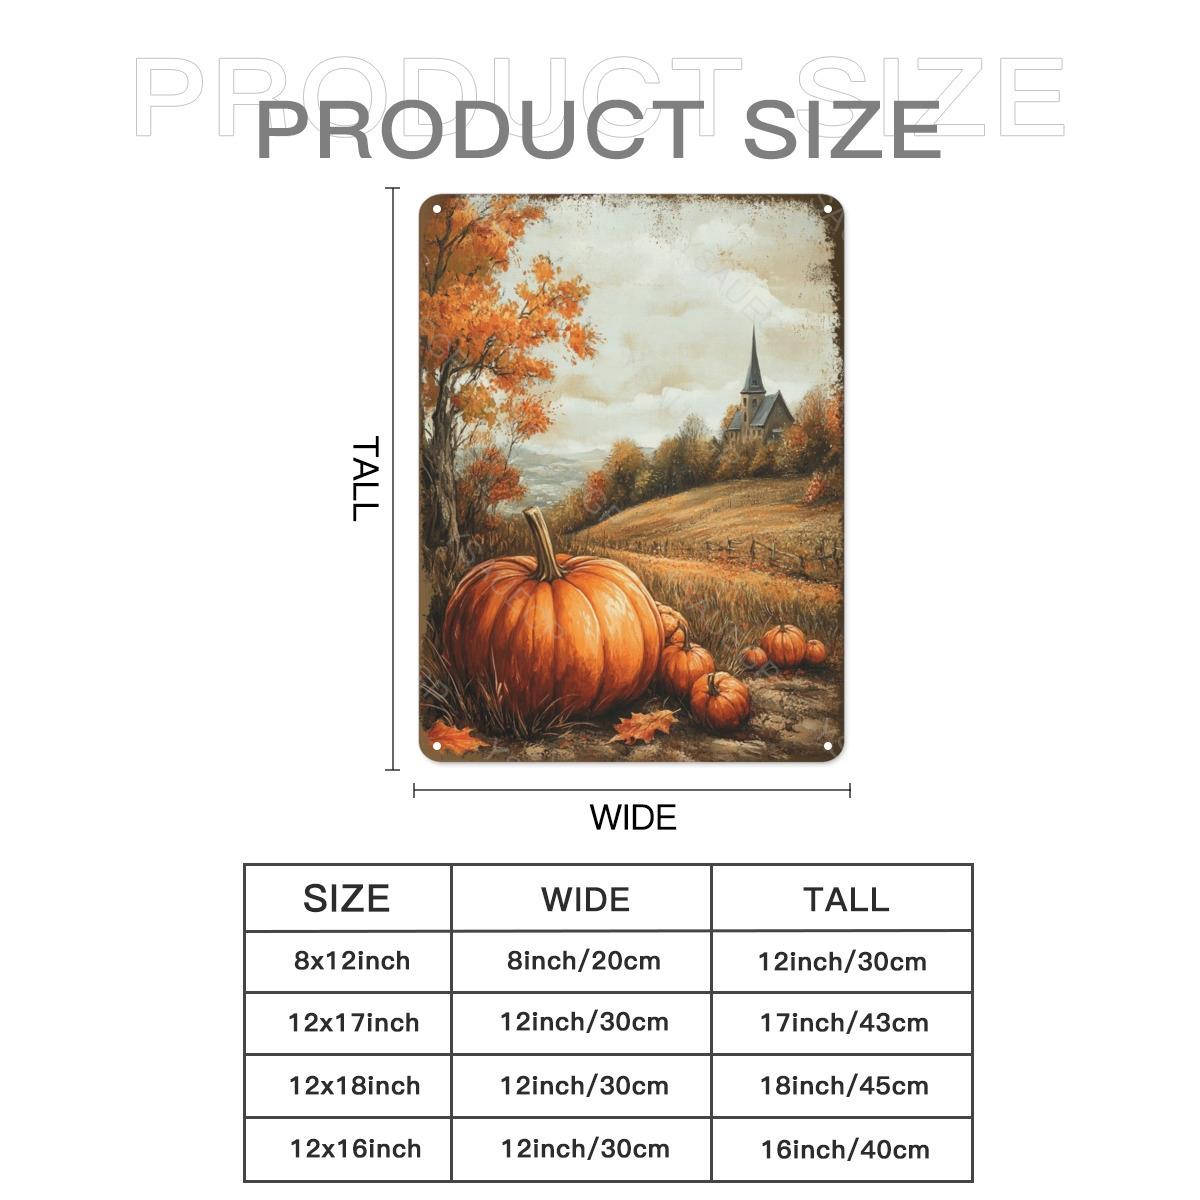 PRODUCT SIZE
PRODUCT SIZE
TALL
WIDE
SIZE WIDE TALL
8x12inch 8inch/20cm 12inch/30cm
12x17inch 12inch/30cm 17inch/43cm
12x18inch 12inch/30cm 18inch/45cm
12x16inch 12inch/30cm 16inch/40cm